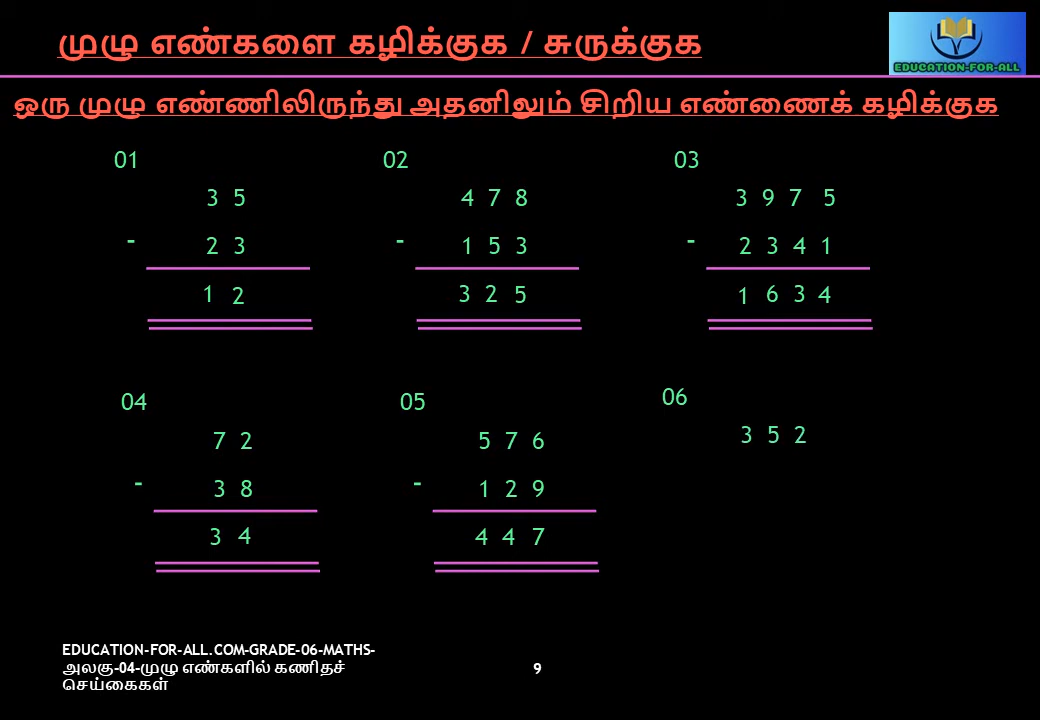 முழு எண்களை கழிக்குக / சுருக்குக
EDUCATION-FOR-ALL
ஒரு முழு எண்ணிலிருந்து அதனிலும் சிறிய எண்ணைக் கழிக்குக
01 02 03
3 5 4 7 8 3 9 7 5
- 2 3 - 1 5 3 - 2 3 4 1
1 2 3 2 5 1 6 3 4
04 05 06
7 2 5 7 6 3 5 2
- 3 8 - 1 2 9
3 4 4 4 7
EDUCATION-FOR-ALL.COM-GRADE-06-MATHS-
அலகு-04-முழு எண்களில் கணிதச்
செய்கைகள்
9